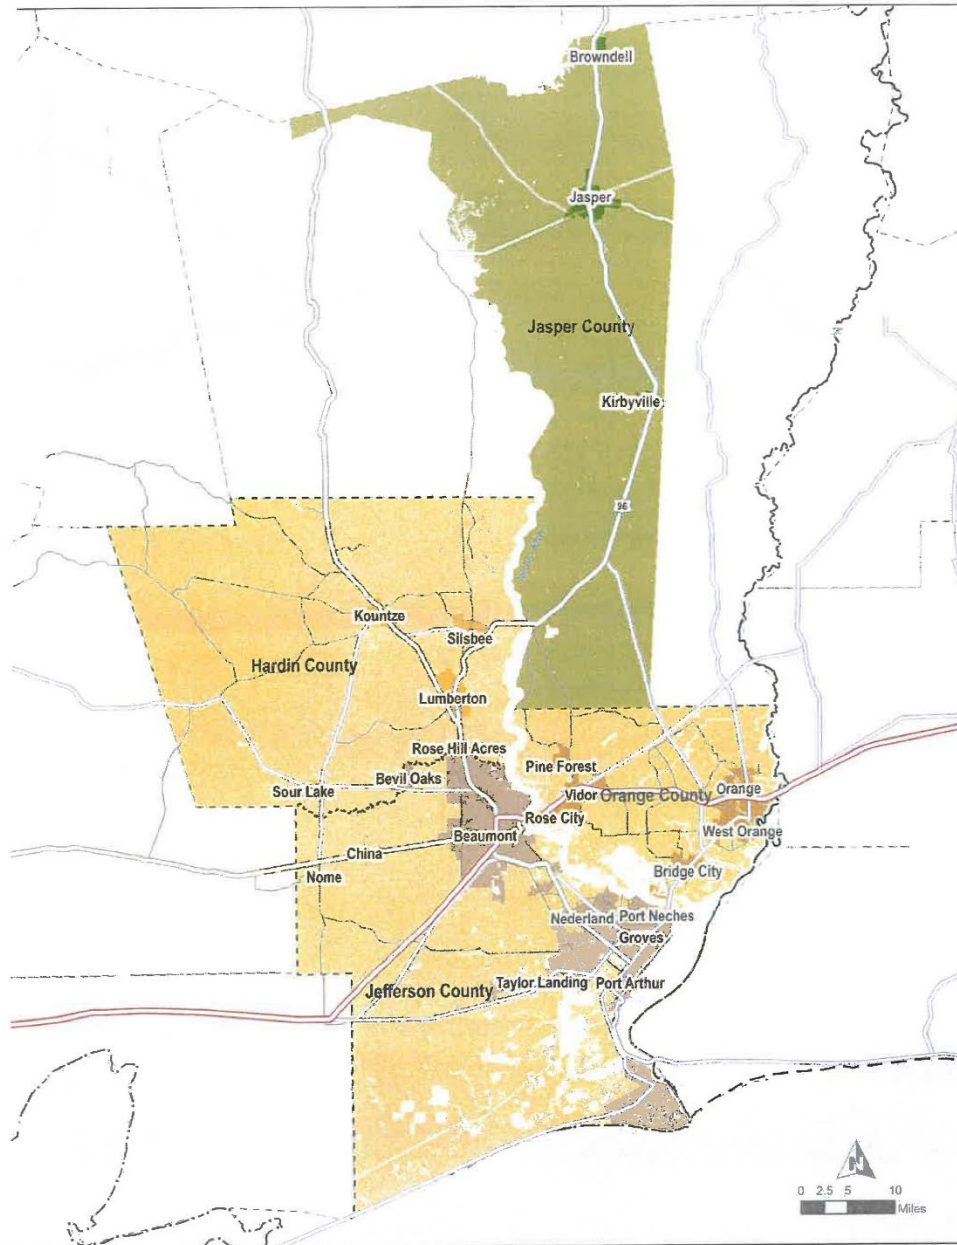 Browndell
Jasper
Jasper County
Kirbyville
96
Kountze
Silsbee
Hardin County
Lumberton
Rose Hill Acres
Pine Forest
Bevil Oaks
Sour Lake
Vidor
Orange County
Orange
Rose City
West Orange
Beaumont
China
Nome
Bridge City
Nederland
Port Neches
Groves
Taylor Landing
Port Arthur
Jefferson County
N
0 2.5 5 10
Miles